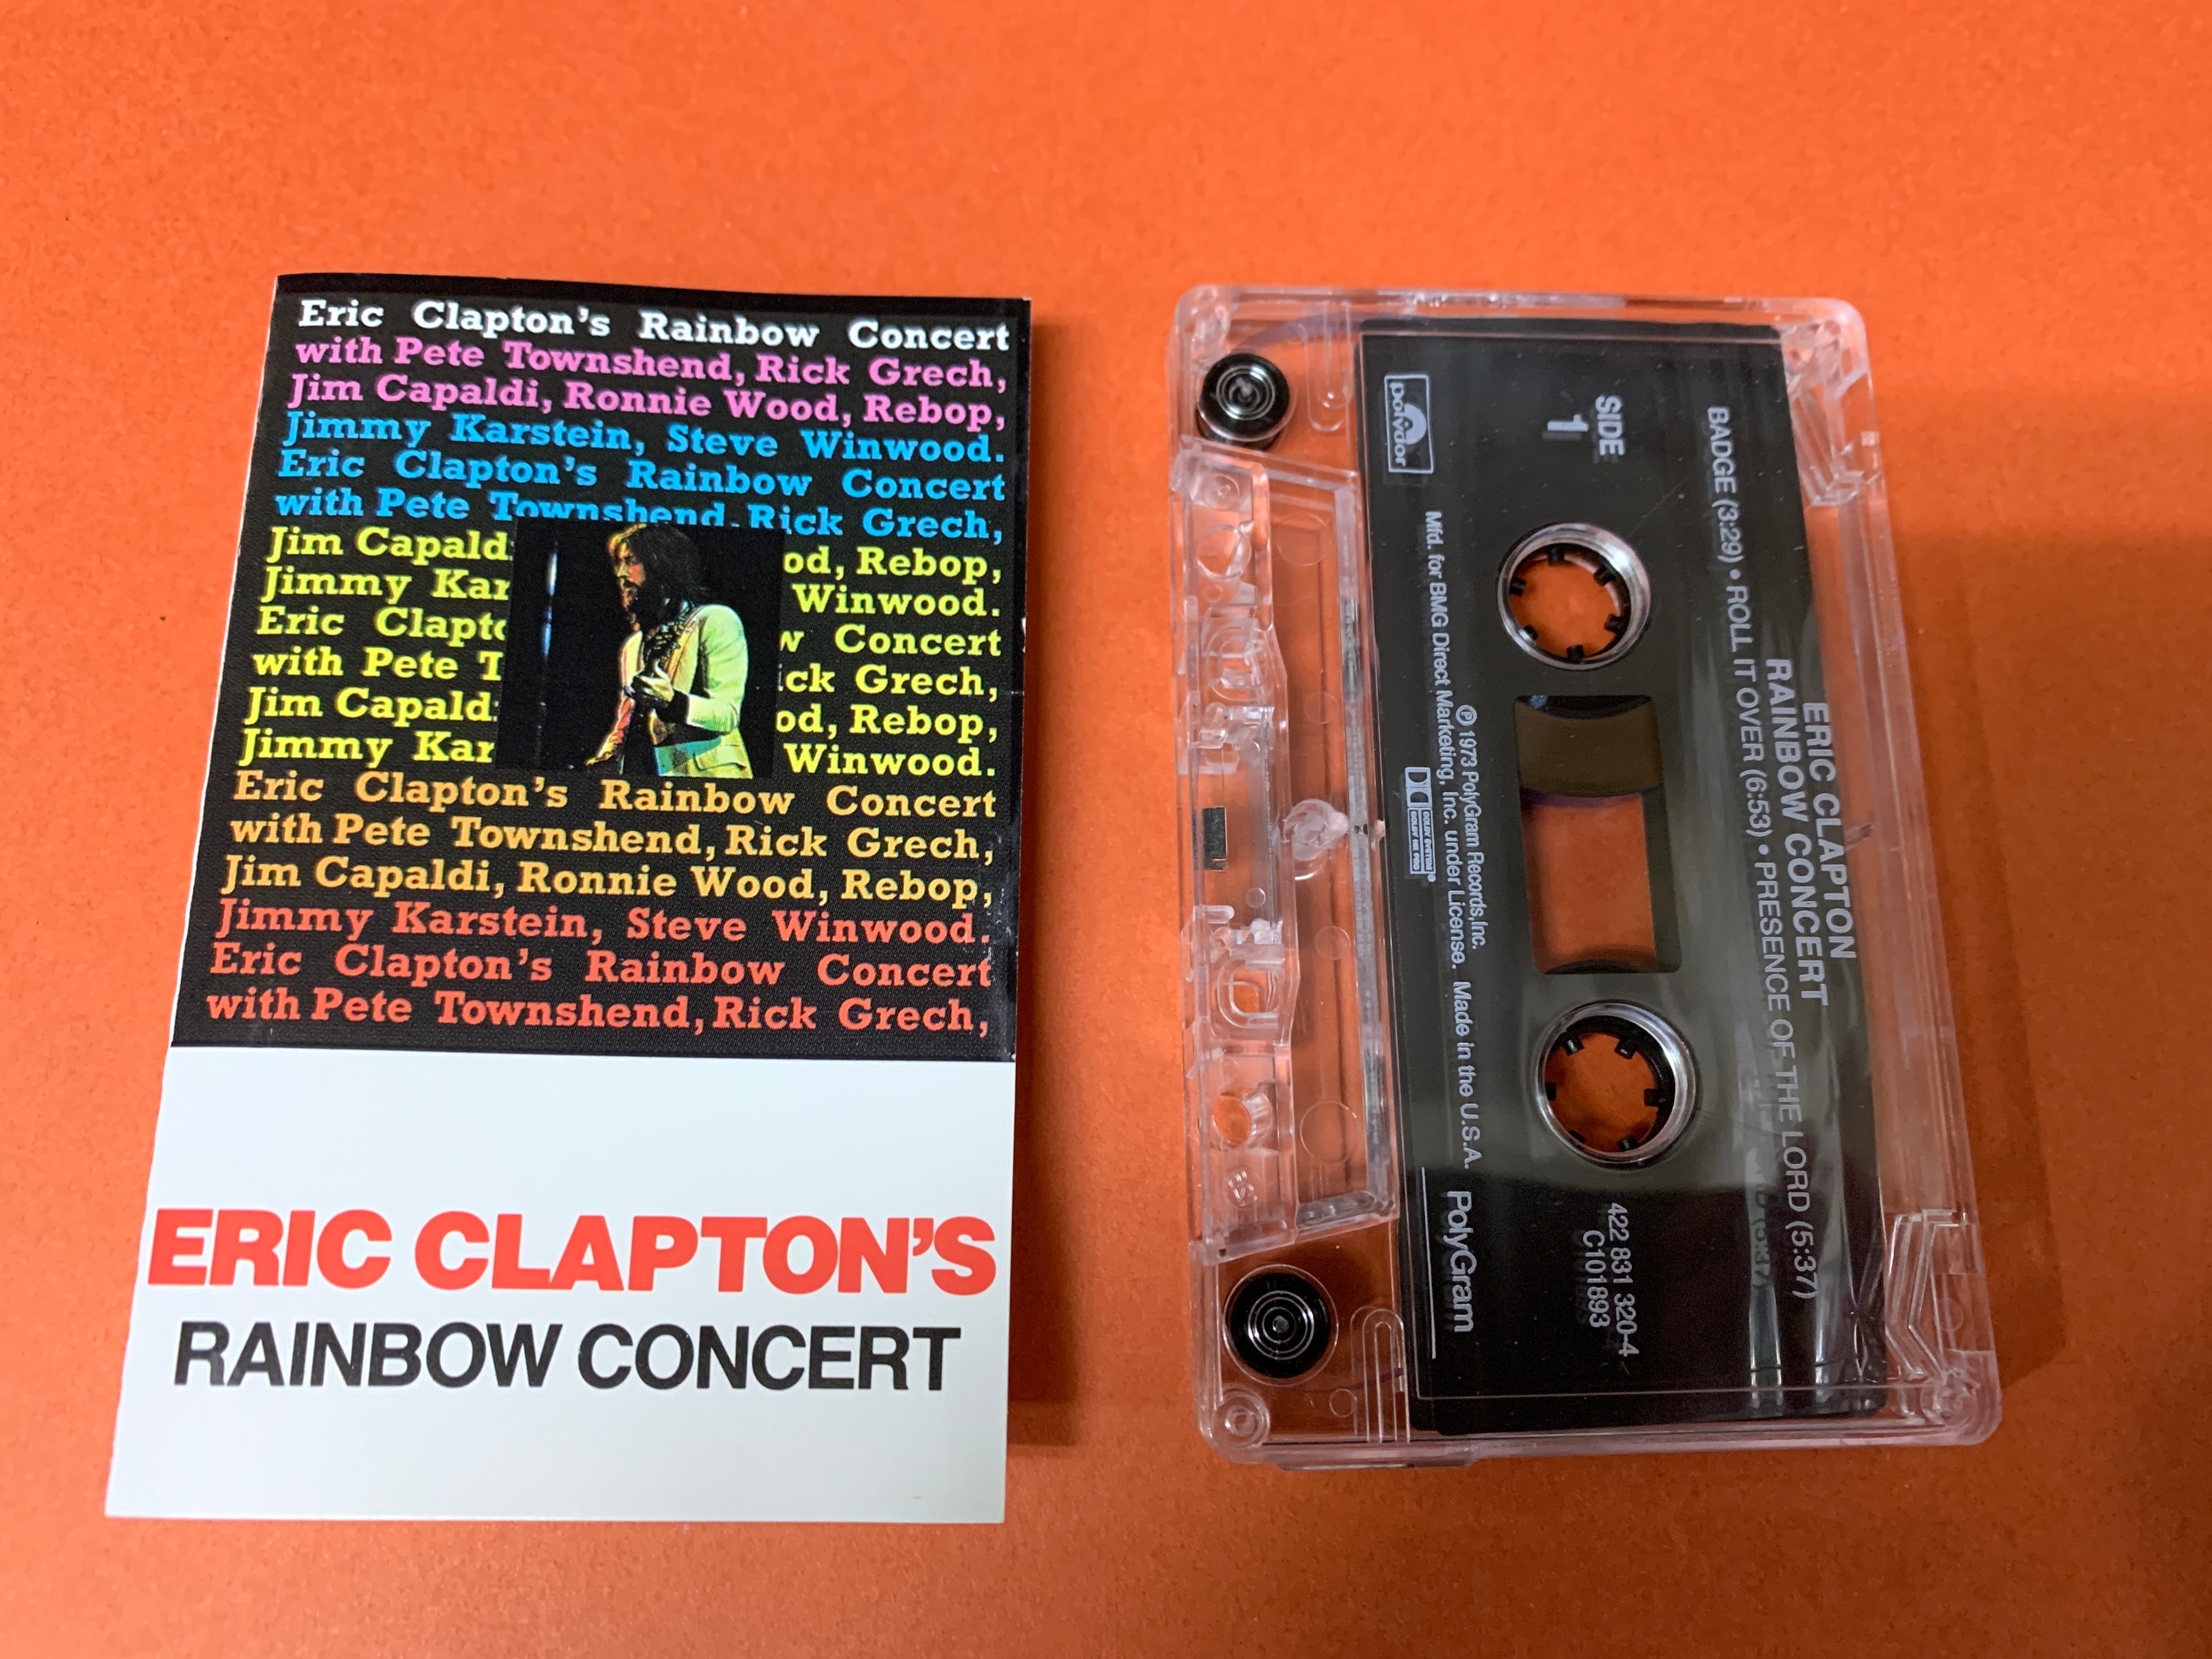 Eric Clapton's Rainbow Concert
with Pete Townshend, Rick Grech,
Jim Capaldi, Ronnie Wood, Rebop,
Jimmy Karstein, Steve Winwood.
Eric Clapton's Rainbow Concert
with Pete Townshend, Rick Grech,
Jim Capald od, Rebop,
Jimmy Kar Winwood.
Eric Clapto w Concert
with Pete T ick Grech,
Jim Capald od, Rebop,
Jimmy Kar Winwood.
Eric Clapton's Rainbow Concert
with Pete Townshend, Rick Grech,
Jim Capaldi, Ronnie Wood, Rebop,
Jimmy Karstein, Steve Winwood.
Eric Clapton's Rainbow Concert
with Pete Townshend, Rick Grech,
ERIC CLAPTON'S
RAINBOW CONCERT
ERIC CLAPTON
RAINBOW CONCERT
BADGE (3:29) • ROLL IT OVER (6:53) • PRESENCE OF THE LORD (5:37)
SIDE
1
422 831 320-4
C101893
℗ 1973 PolyGram Records, Inc.
Mfd. for BMG Direct Marketing, Inc. under License. Made in the U.S.A.
polydor
DOLBY SYSTEM®
DOLBY HX PRO
PolyGram